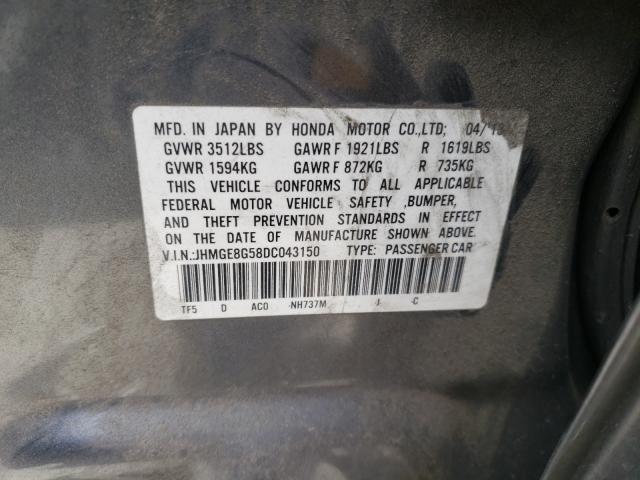 MFD. IN JAPAN BY HONDA MOTOR CO.,LTD; 04/13
GVWR 3512LBS GAWR F 1921LBS R 1619LBS
GVWR 1594KG GAWR F 872KG R 735KG
THIS VEHICLE CONFORMS TO ALL APPLICABLE
FEDERAL MOTOR VEHICLE SAFETY ,BUMPER,
AND THEFT PREVENTION STANDARDS IN EFFECT
ON THE DATE OF MANUFACTURE SHOWN ABOVE.
V.I.N.:JHMGE8G58DC043150 TYPE: PASSENGER CAR
TF5 D AC0 NH737M J C